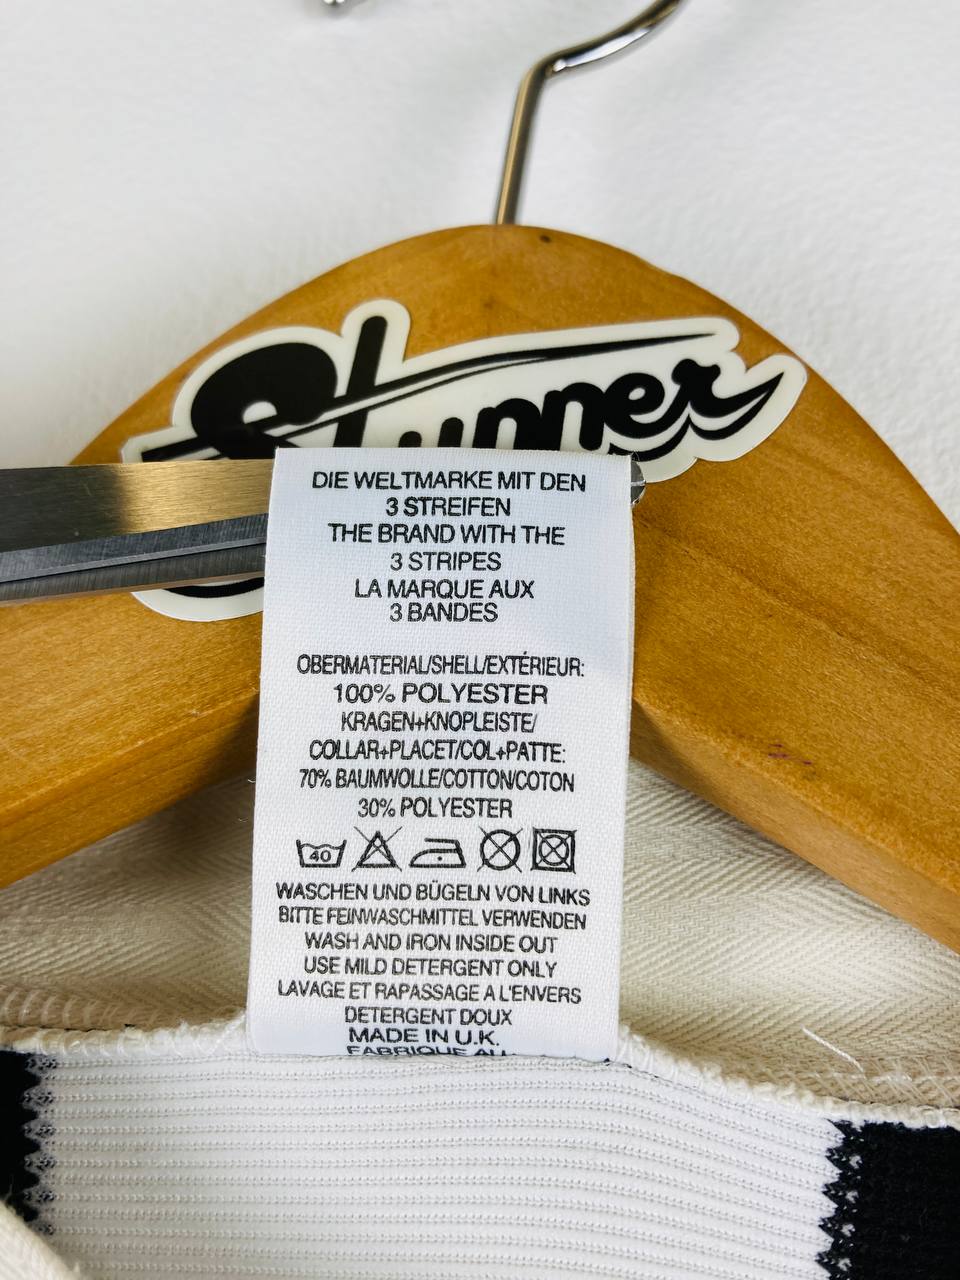 DIE WELTMARKE MIT DEN
3 STREIFEN
THE BRAND WITH THE
3 STRIPES
LA MARQUE AUX
3 BANDES
OBERMATERIAL/SHELL/EXTÉRIEUR:
100% POLYESTER
KRAGEN+KNOPLEISTE/
COLLAR+PLACET/COL+PATTE:
70% BAUMWOLLE/COTTON/COTON
30% POLYESTER
40
WASCHEN UND BÜGELN VON LINKS
BITTE FEINWASCHMITTEL VERWENDEN
WASH AND IRON INSIDE OUT
USE MILD DETERGENT ONLY
LAVAGE ET RAPASSAGE A L'ENVERS
DETERGENT DOUX
MADE IN U.K.
FABRIQUE AU